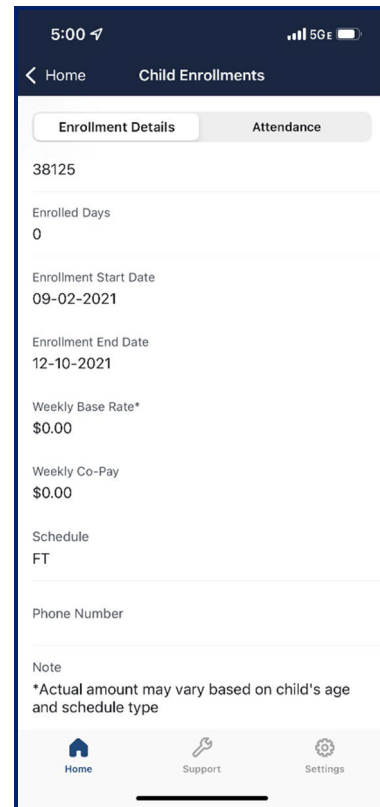 5:00
5GE
Home Child Enrollments
Enrollment Details Attendance
38125
Enrolled Days
0
Enrollment Start Date
09-02-2021
Enrollment End Date
12-10-2021
Weekly Base Rate*
$0.00
Weekly Co-Pay
$0.00
Schedule
FT
Phone Number
Note
*Actual amount may vary based on child's age
and schedule type
Home Support Settings